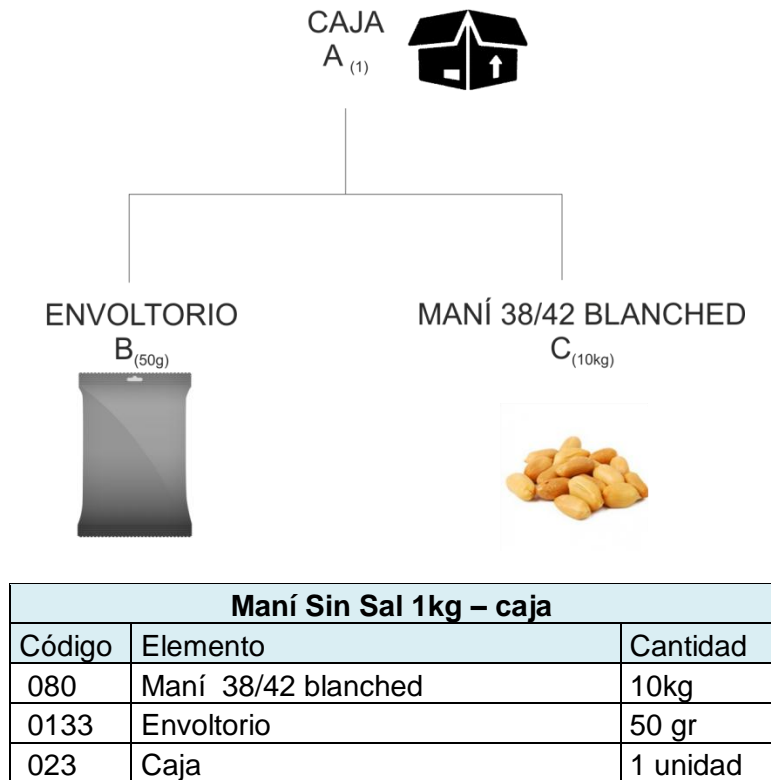 CAJA
A (1)
ENVOLTORIO
B(50g)
MANÍ 38/42 BLANCHED
C(10kg)
Maní Sin Sal 1kg – caja
Código Elemento Cantidad
080 Maní 38/42 blanched 10kg
0133 Envoltorio 50 gr
023 Caja 1 unidad